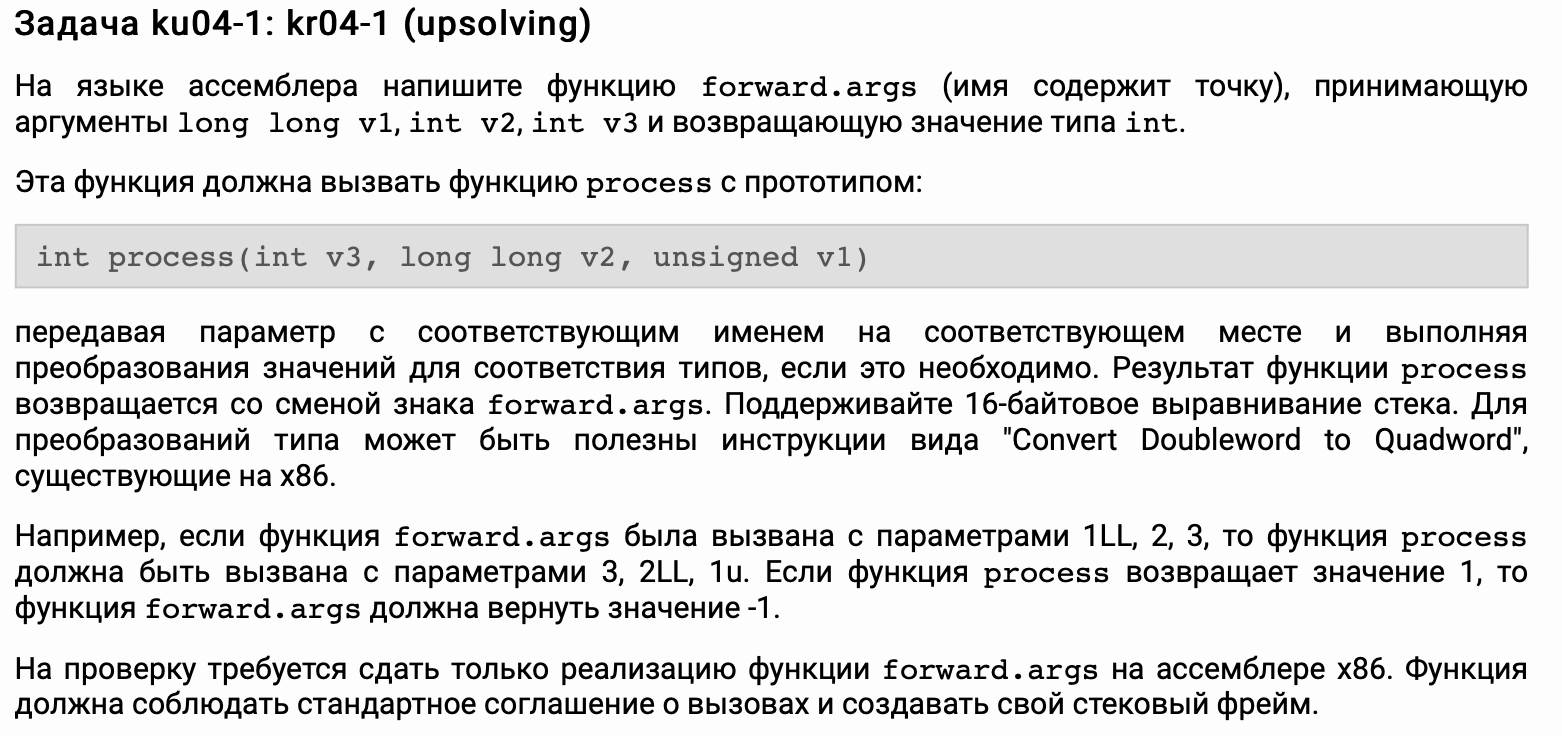 Задача ku04-1: kr04-1 (upsolving)
На языке ассемблера напишите функцию forward.args (имя содержит точку), принимающую
аргументы long long v1, int v2, int v3 и возвращающую значение типа int.
Эта функция должна вызвать функцию process с прототипом:
int process(int v3, long long v2, unsigned v1)
передавая параметр с соответствующим именем на соответствующем месте и выполняя
преобразования значений для соответствия типов, если это необходимо. Результат функции process
возвращается со сменой знака forward.args. Поддерживайте 16-байтовое выравнивание стека. Для
преобразований типа может быть полезны инструкции вида "Convert Doubleword to Quadword",
существующие на x86.
Например, если функция forward.args была вызвана с параметрами 1LL, 2, 3, то функция process
должна быть вызвана с параметрами 3, 2LL, 1u. Если функция process возвращает значение 1, то
функция forward.args должна вернуть значение -1.
На проверку требуется сдать только реализацию функции forward.args на ассемблере x86. Функция
должна соблюдать стандартное соглашение о вызовах и создавать свой стековый фрейм.